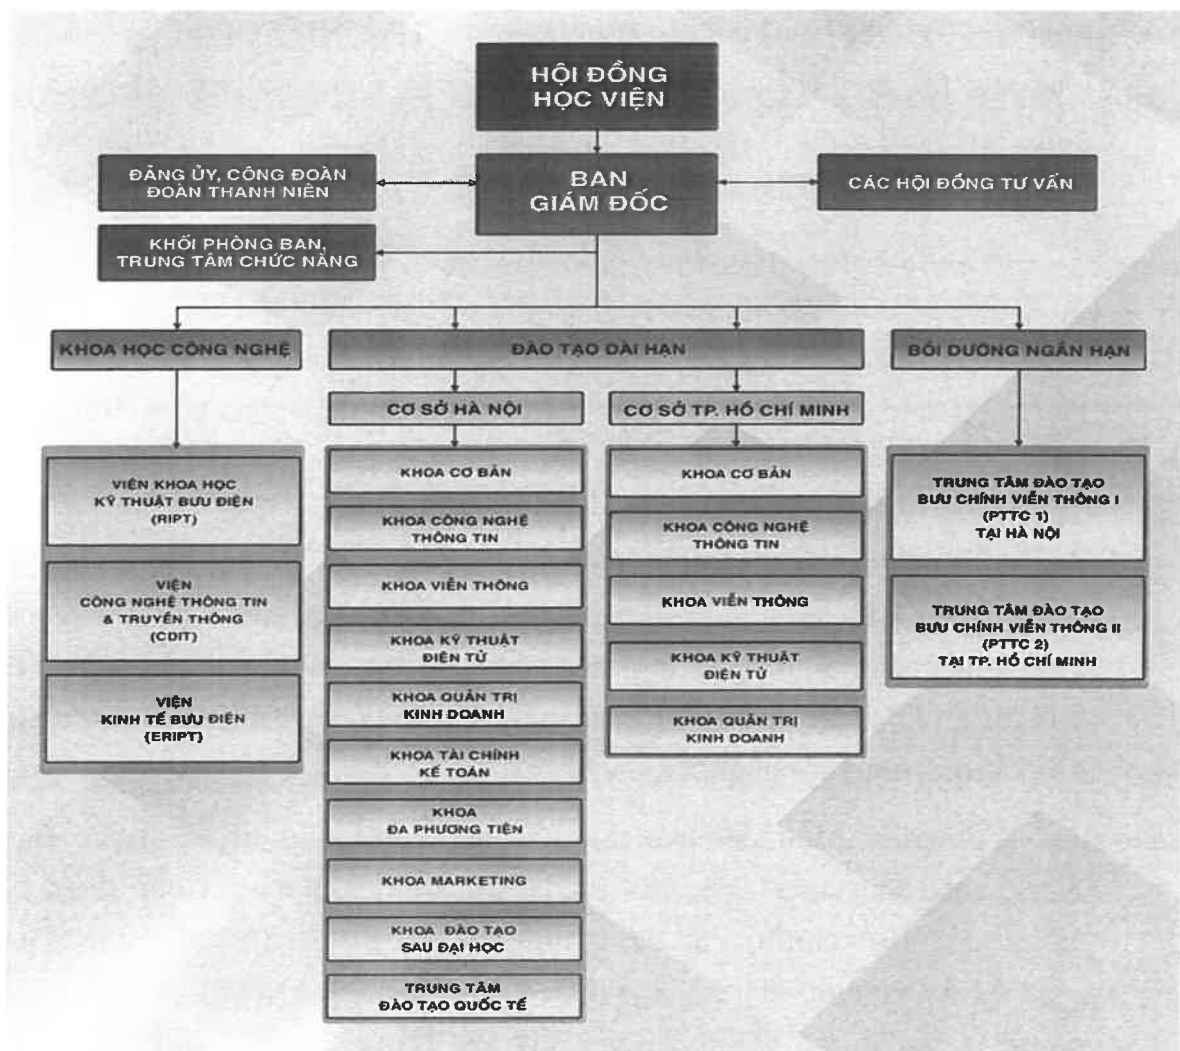 HỘI ĐỒNG
HỌC VIỆN
ĐẢNG ỦY, CÔNG ĐOÀN
ĐOÀN THANH NIÊN
BAN
GIÁM ĐỐC
CÁC HỘI ĐỒNG TƯ VẤN
KHỐI PHÒNG BAN,
TRUNG TÂM CHỨC NĂNG
KHOA HỌC CÔNG NGHỆ
ĐÀO TẠO DÀI HẠN
BỒI DƯỠNG NGẮN HẠN
CƠ SỞ HÀ NỘI
CƠ SỞ TP. HỒ CHÍ MINH
VIỆN KHOA HỌC
KỸ THUẬT BƯU ĐIỆN
(RIPT)
VIỆN
CÔNG NGHỆ THÔNG TIN
& TRUYỀN THÔNG
(CDIT)
VIỆN
KINH TẾ BƯU ĐIỆN
(ERIPT)
KHOA CƠ BẢN
KHOA CÔNG NGHỆ
THÔNG TIN
KHOA VIỄN THÔNG
KHOA KỸ THUẬT
ĐIỆN TỬ
KHOA QUẢN TRỊ
KINH DOANH
KHOA TÀI CHÍNH
KẾ TOÁN
KHOA
ĐA PHƯƠNG TIỆN
KHOA MARKETING
KHOA ĐÀO TẠO
SAU ĐẠI HỌC
TRUNG TÂM
ĐÀO TẠO QUỐC TẾ
KHOA CƠ BẢN
KHOA CÔNG NGHỆ
THÔNG TIN
KHOA VIỄN THÔNG
KHOA KỸ THUẬT
ĐIỆN TỬ
KHOA QUẢN TRỊ
KINH DOANH
TRUNG TÂM ĐÀO TẠO
BƯU CHÍNH VIỄN THÔNG I
(PTTC 1)
TẠI HÀ NỘI
TRUNG TÂM ĐÀO TẠO
BƯU CHÍNH VIỄN THÔNG II
(PTTC 2)
TẠI TP. HỒ CHÍ MINH